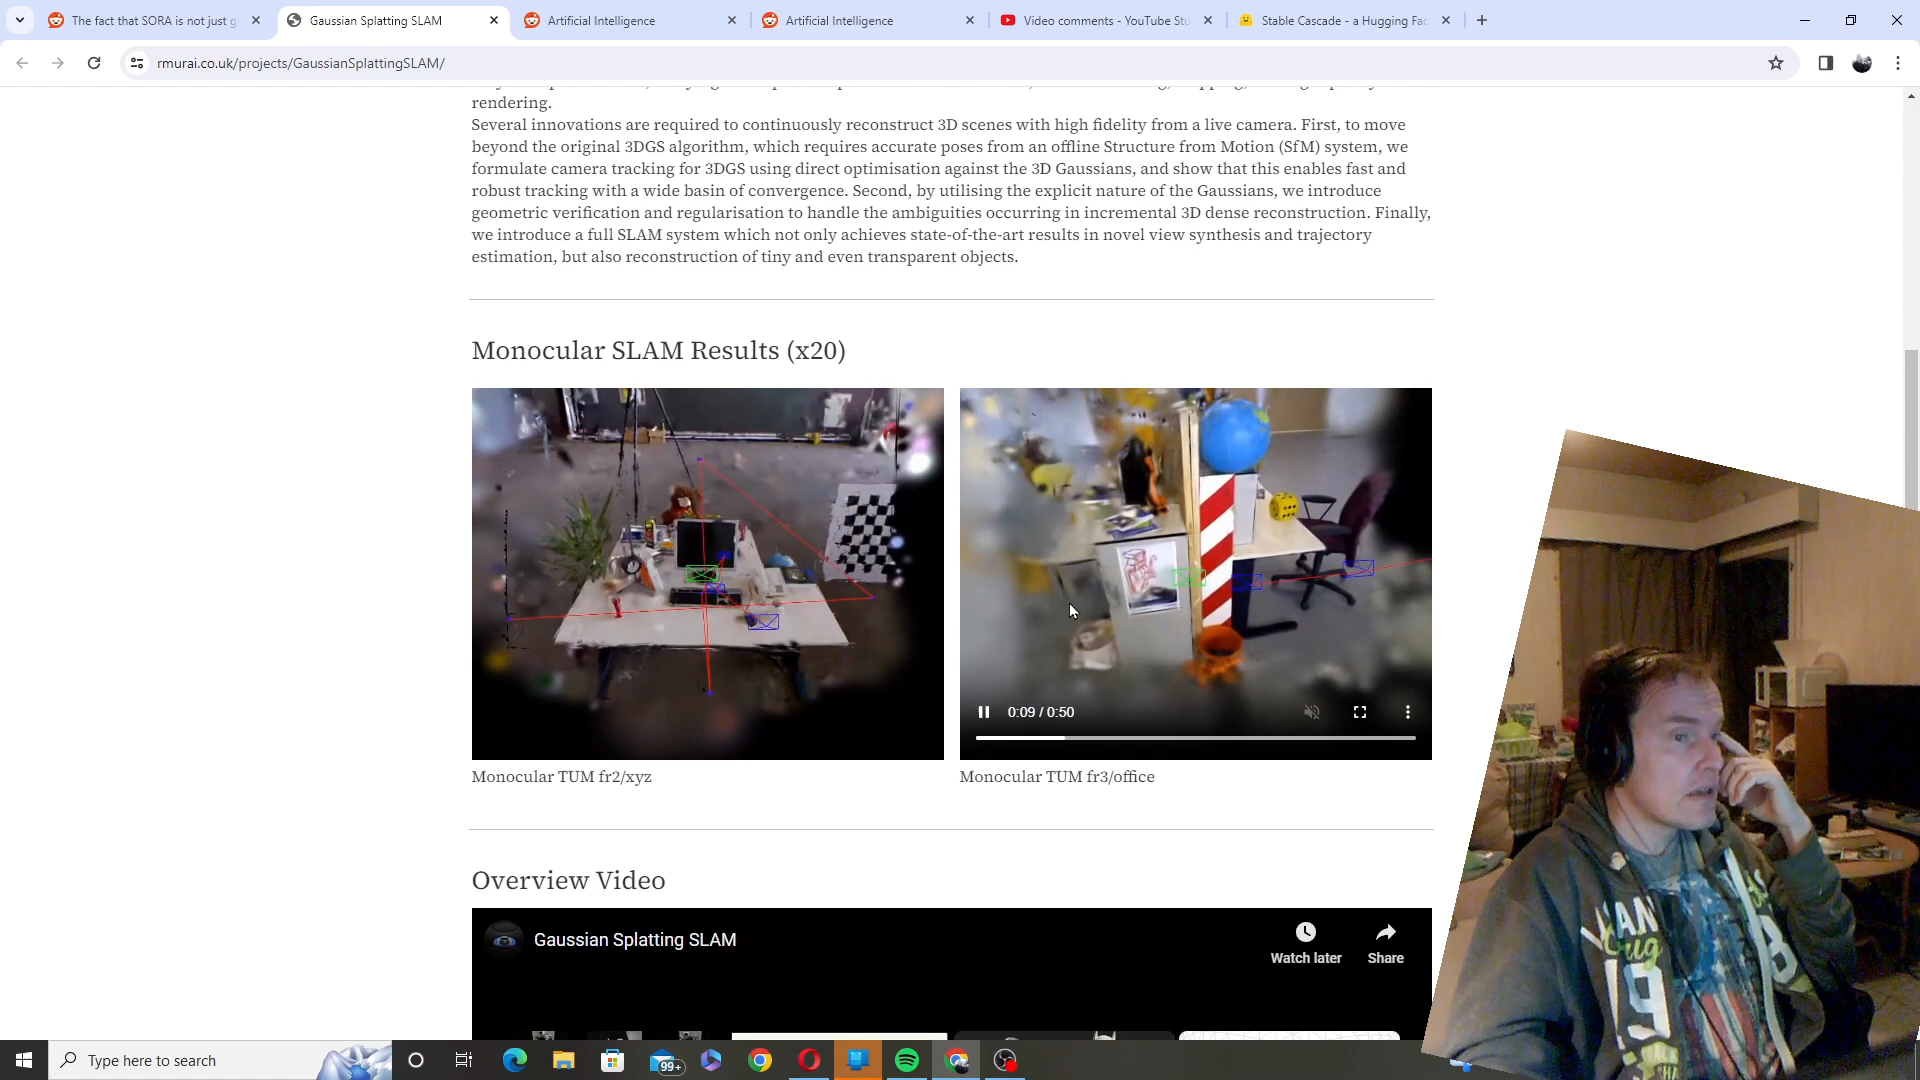 The fact that SORA is not just g
Gaussian Splatting SLAM
Artificial Intelligence
Artificial Intelligence
Video comments - YouTube Stu
Stable Cascade - a Hugging Fac
rmurai.co.uk/projects/GaussianSplattingSLAM/
rendering.
Several innovations are required to continuously reconstruct 3D scenes with high fidelity from a live camera. First, to move
beyond the original 3DGS algorithm, which requires accurate poses from an offline Structure from Motion (SfM) system, we
formulate camera tracking for 3DGS using direct optimisation against the 3D Gaussians, and show that this enables fast and
robust tracking with a wide basin of convergence. Second, by utilising the explicit nature of the Gaussians, we introduce
geometric verification and regularisation to handle the ambiguities occurring in incremental 3D dense reconstruction. Finally,
we introduce a full SLAM system which not only achieves state-of-the-art results in novel view synthesis and trajectory
estimation, but also reconstruction of tiny and even transparent objects.
Monocular SLAM Results (x20)
0:09 / 0:50
Monocular TUM fr2/xyz
Monocular TUM fr3/office
Overview Video
Gaussian Splatting SLAM
Watch later
Share
Type here to search
99+